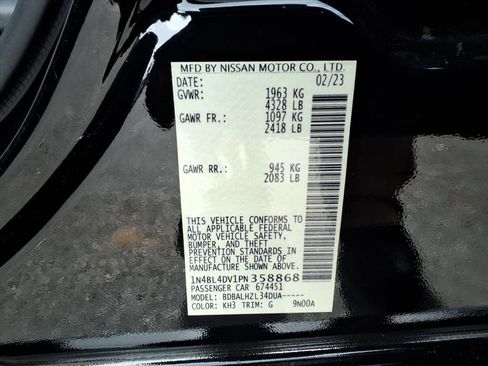 MFD BY NISSAN MOTOR CO., LTD.
DATE: 02/23
GVWR: 1963 KG
4328 LB
GAWR FR.: 1097 KG
2418 LB
GAWR RR.: 945 KG
2083 LB
THIS VEHICLE CONFORMS TO
ALL APPLICABLE FEDERAL
MOTOR VEHICLE SAFETY,
BUMPER, AND THEFT
PREVENTION STANDARDS
IN EFFECT ON THE DATE OF
MANUFACTURE SHOWN ABOVE.
1N4BL4DV1PN358868
PASSENGER CAR 674451
MODEL: BDBALHZL34DUA-----
COLOR: KH3 TRIM: G 9N00A